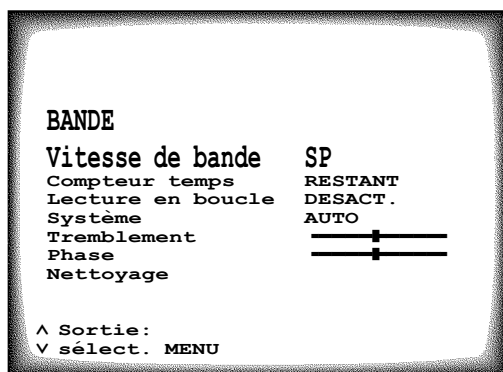 BANDE
Vitesse de bande SP
Compteur temps RESTANT
Lecture en boucle DESACT.
Système AUTO
Tremblement
Phase
Nettoyage
∧ Sortie:
∨ sélect. MENU